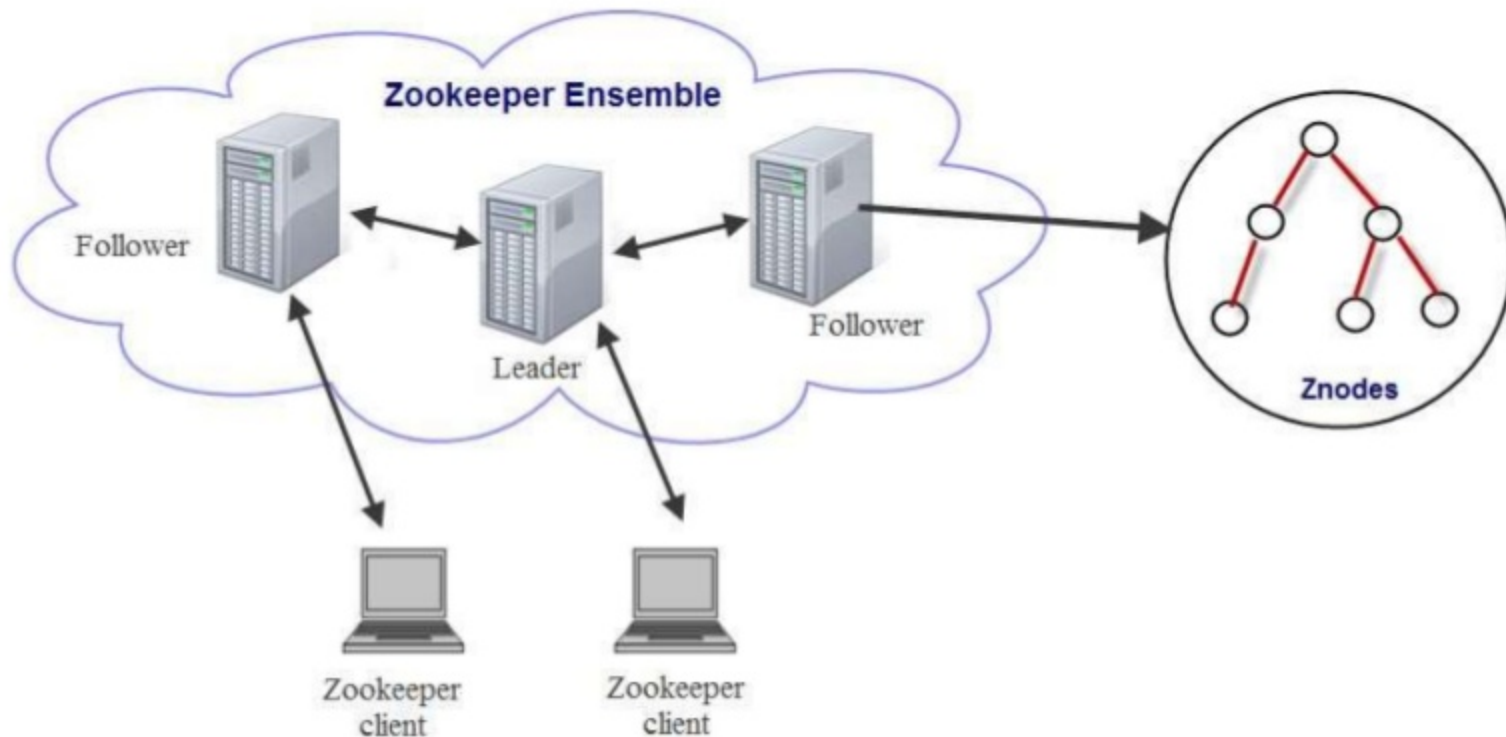 Zookeeper Ensemble
Follower
Leader
Follower
Znodes
Zookeeper
client
Zookeeper
client